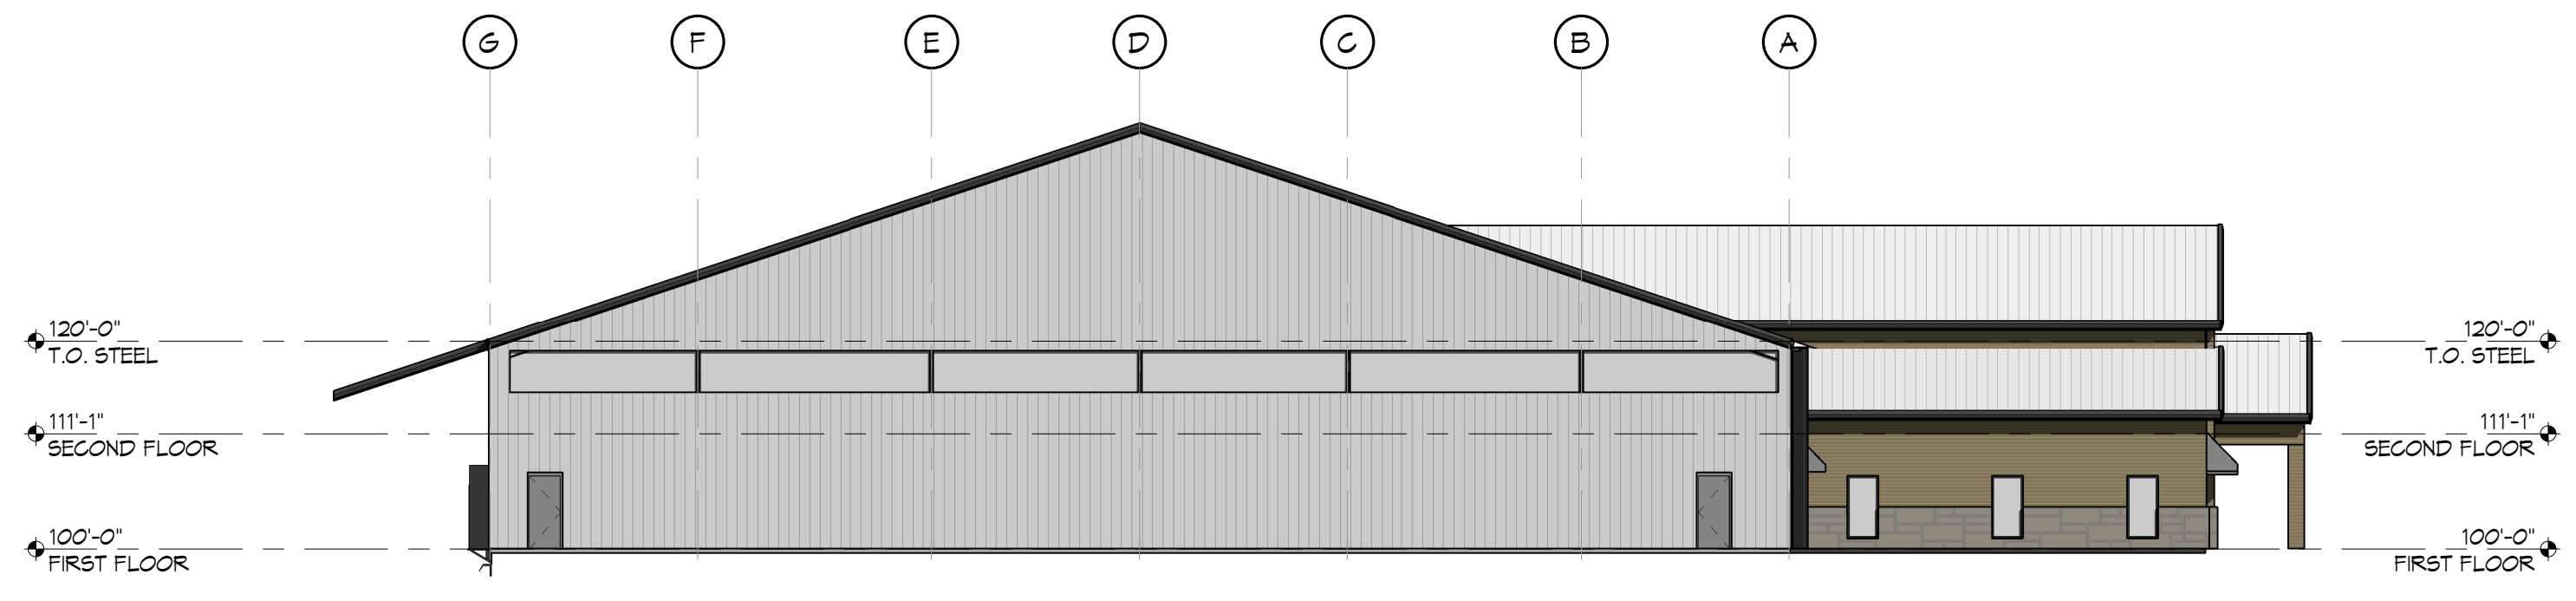 G F E D C B A
120'-0" 120'-0"
T.O. STEEL T.O. STEEL
111'-1" 111'-1"
SECOND FLOOR SECOND FLOOR
100'-0" 100'-0"
FIRST FLOOR FIRST FLOOR